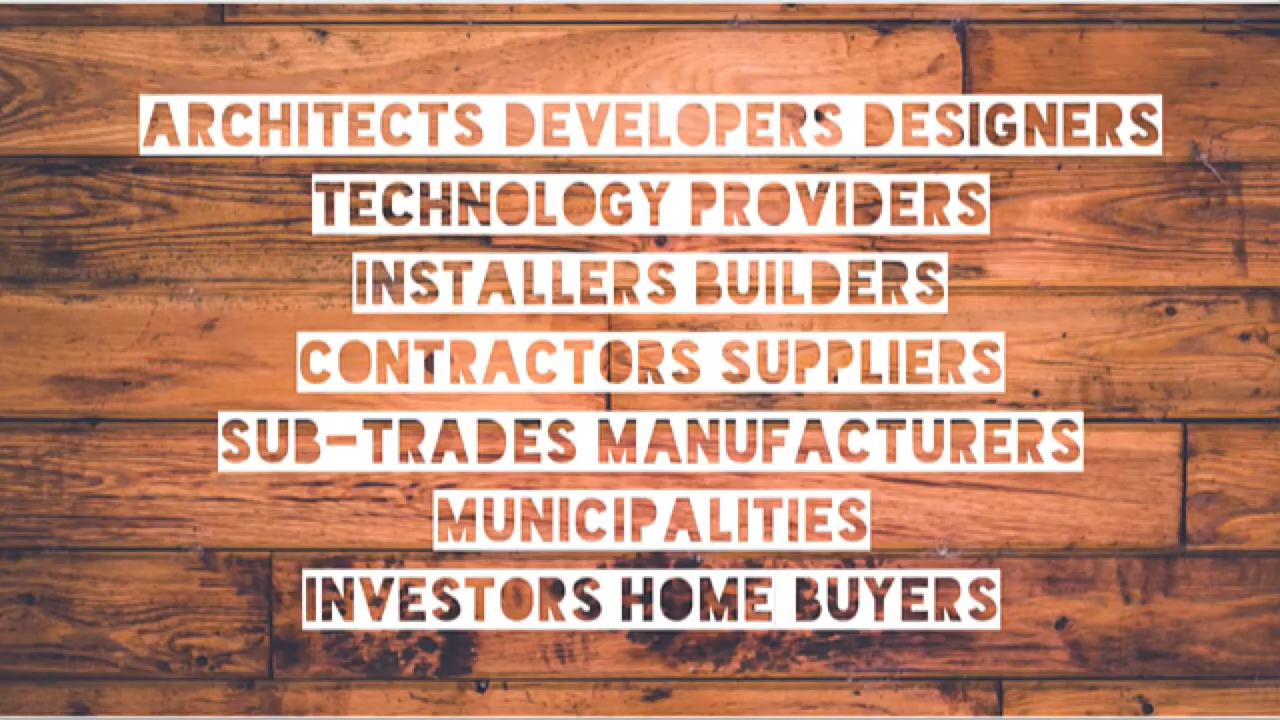 ARCHITECTS DEVELOPERS DESIGNERS
TECHNOLOGY PROVIDERS
INSTALLERS BUILDERS
CONTRACTORS SUPPLIERS
SUB-TRADES MANUFACTURERS
MUNICIPALITIES
INVESTORS HOME BUYERS